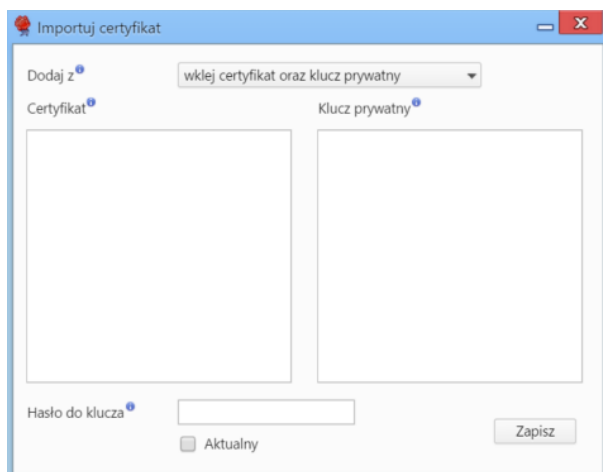 Importuj certyfikat
Dodaj z
wklej certyfikat oraz klucz prywatny
Certyfikat
Klucz prywatny
Hasło do klucza
Aktualny
Zapisz